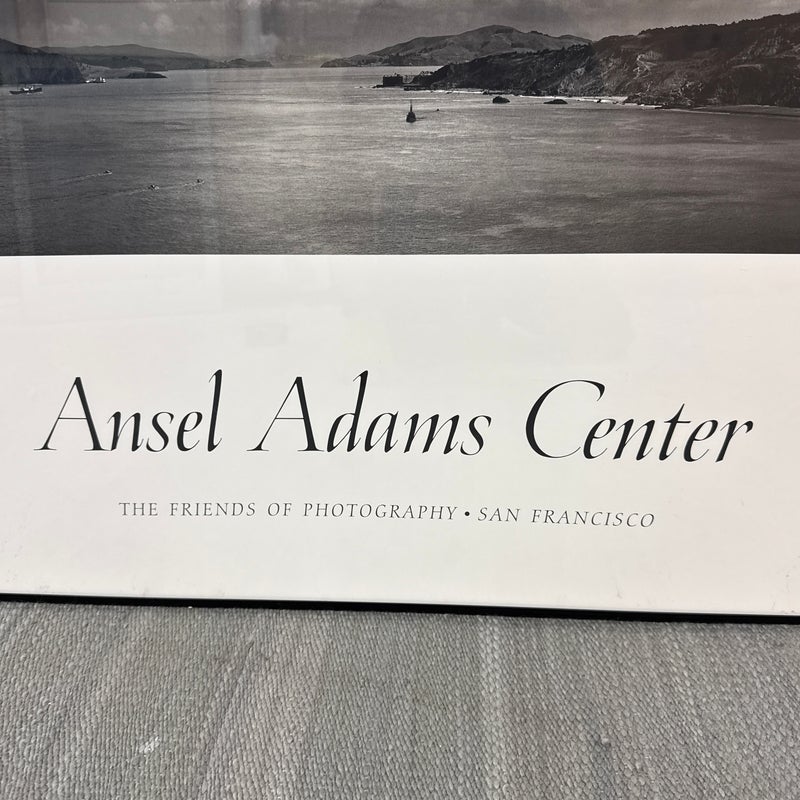 Ansel Adams Center
THE FRIENDS OF PHOTOGRAPHY • SAN FRANCISCO